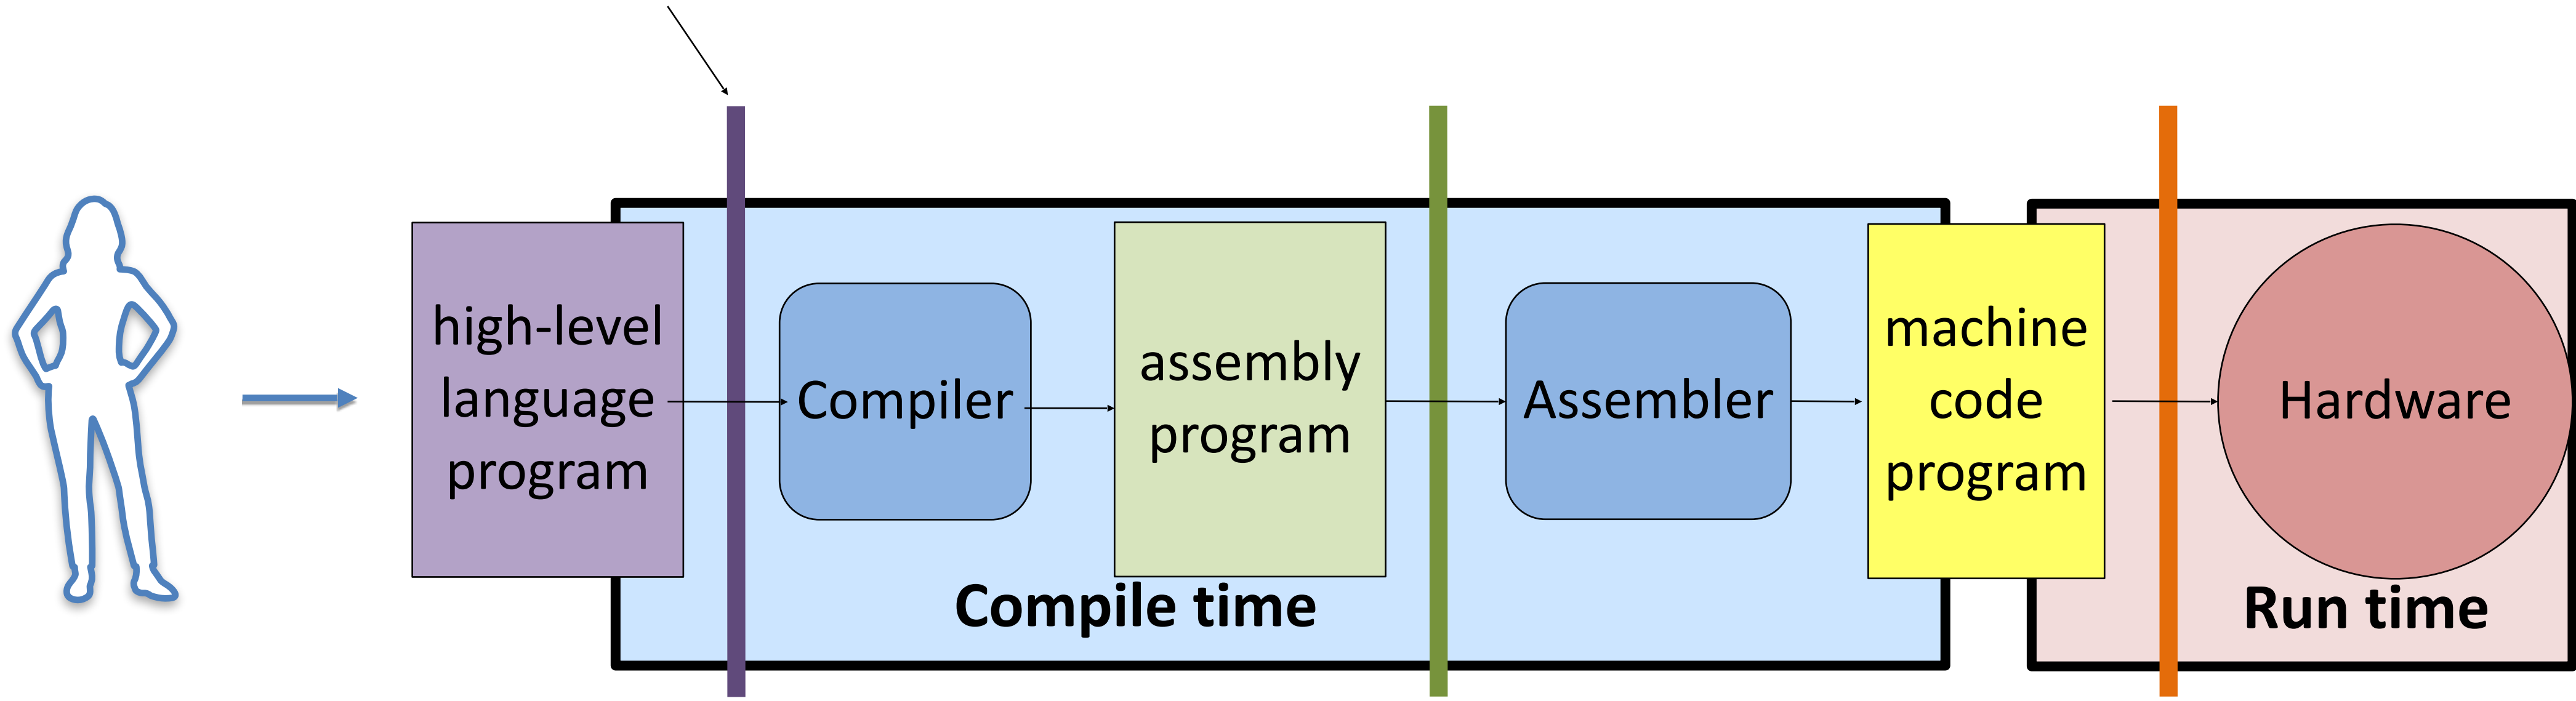 high-level
language
program
Compiler
assembly
program
Assembler
machine
code
program
Hardware
Compile time
Run time